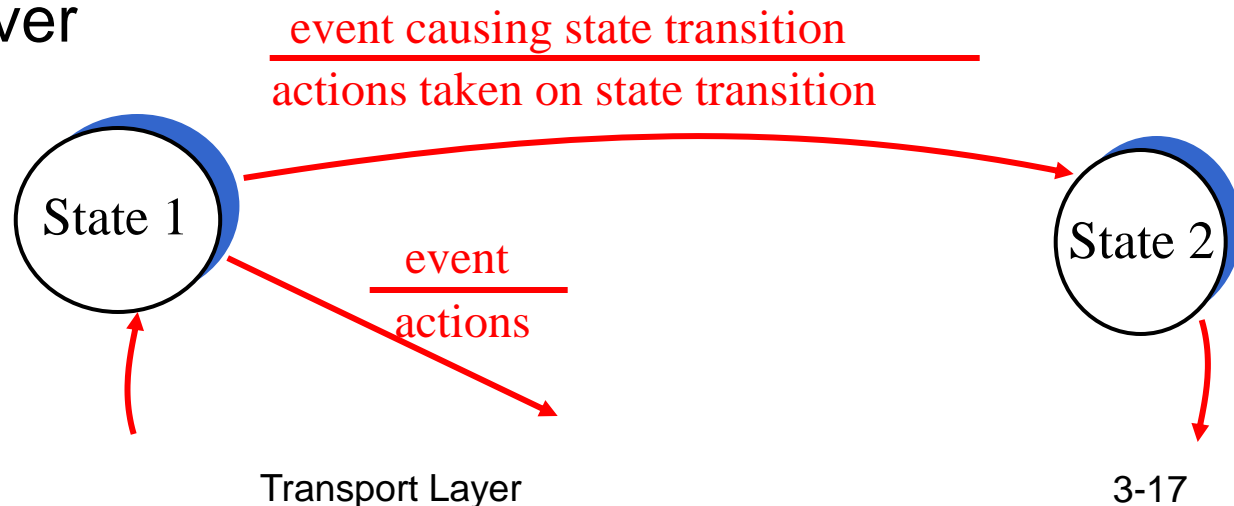 event causing state transition
actions taken on state transition
State 1
State 2
event
actions
Transport Layer
3-17